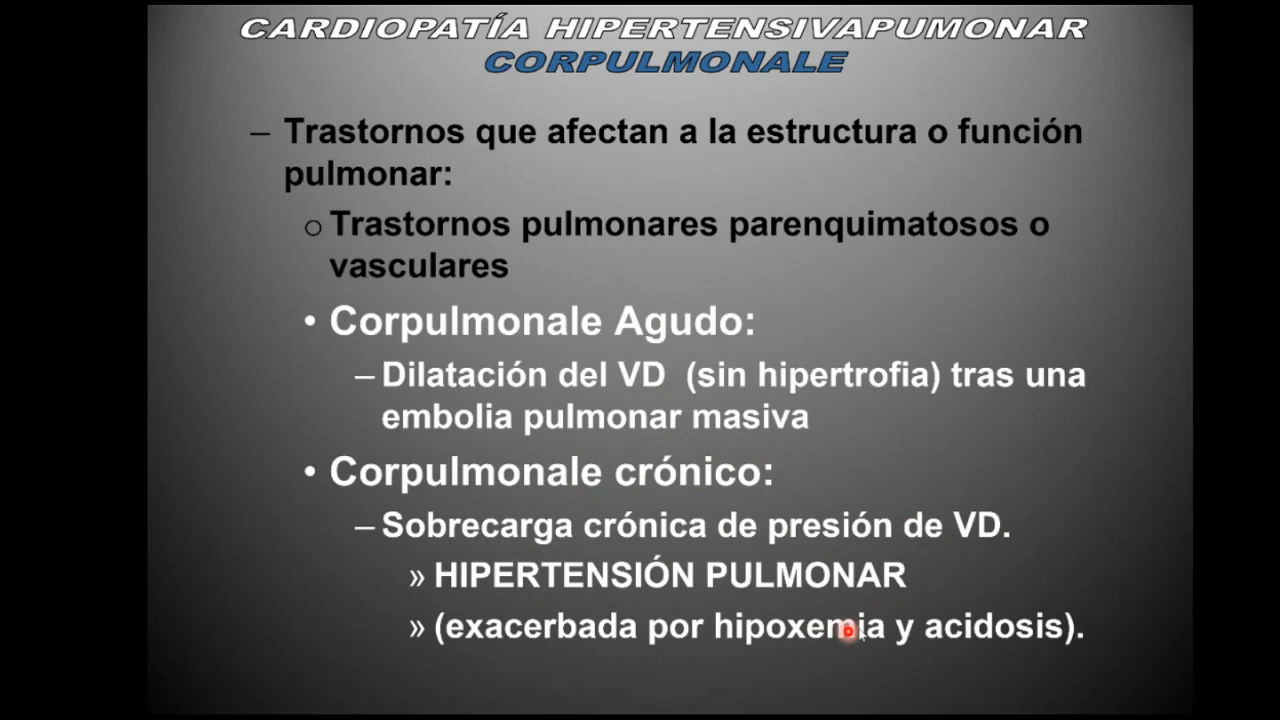 CARDIOPATÍA HIPERTENSIVAPUMONAR
CORPULMONALE
– Trastornos que afectan a la estructura o función
pulmonar:
o Trastornos pulmonares parenquimatosos o
vasculares
• Corpulmonale Agudo:
– Dilatación del VD (sin hipertrofia) tras una
embolia pulmonar masiva
• Corpulmonale crónico:
– Sobrecarga crónica de presión de VD.
» HIPERTENSIÓN PULMONAR
» (exacerbada por hipoxemia y acidosis).